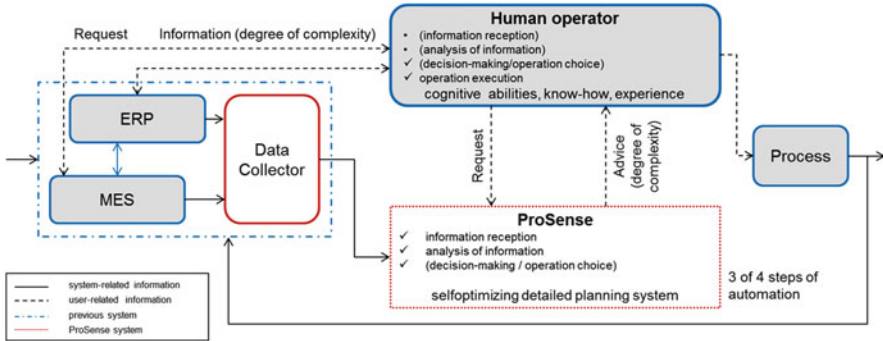 Human operator
• (information reception)
• (analysis of information)
✓ (decision-making/operation choice)
✓ operation execution
cognitive abilities, know-how, experience
Request
Information (degree of complexity)
ERP
MES
Data
Collector
Request
Advice
(degree of
complexity)
Process
ProSense
✓ information reception
✓ analysis of information
✓ (decision-making / operation choice)
selfoptimizing detailed planning system
3 of 4 steps of
automation
system-related information
user-related information
previous system
ProSense system